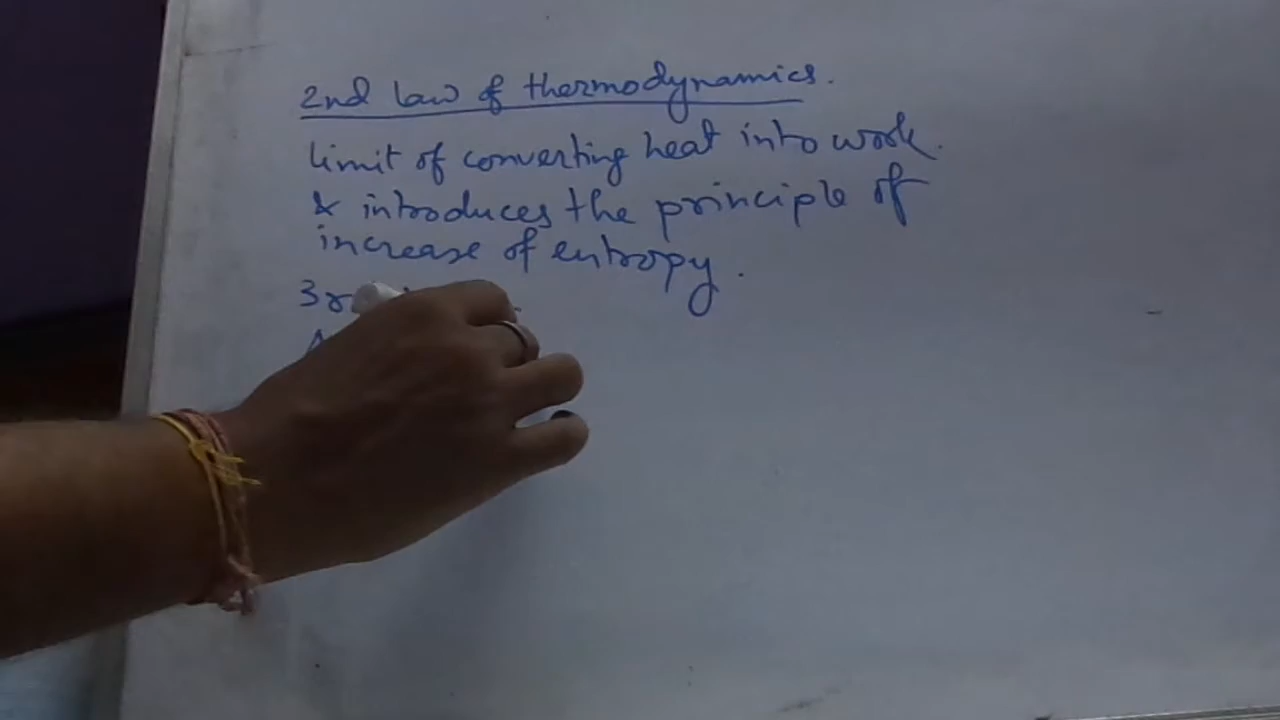 2nd law of thermodynamics.
limit of converting heat into work.
& introduces the principle of
increase of entropy.